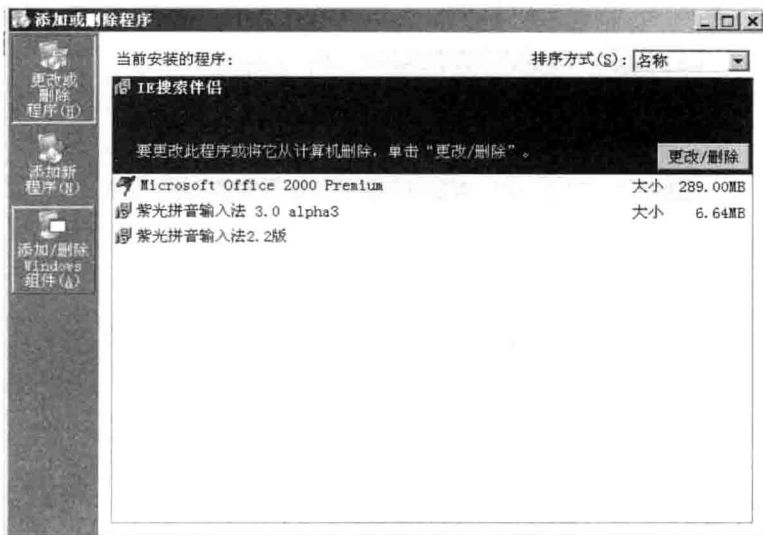 添加或删除程序
更改或
删除
程序(H)
添加新
程序(N)
添加/删除
Windows
组件(A)
当前安装的程序:
排序方式(S): 名称
IE搜索伴侣
要更改此程序或将它从计算机删除，单击“更改/删除”。
更改/删除
Microsoft Office 2000 Premium 大小 289.00MB
紫光拼音输入法 3.0 alpha3 大小 6.64MB
紫光拼音输入法2.2版